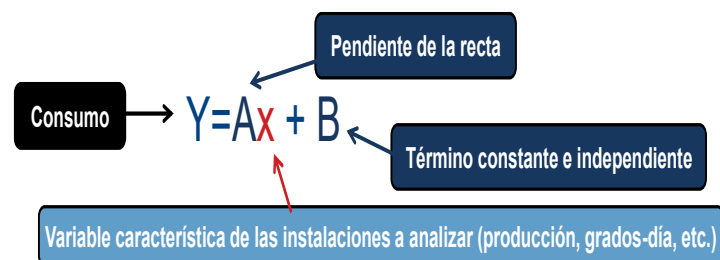 Pendiente de la recta
Consumo
Y=Ax + B
Término constante e independiente
Variable característica de las instalaciones a analizar (producción, grados-día, etc.)